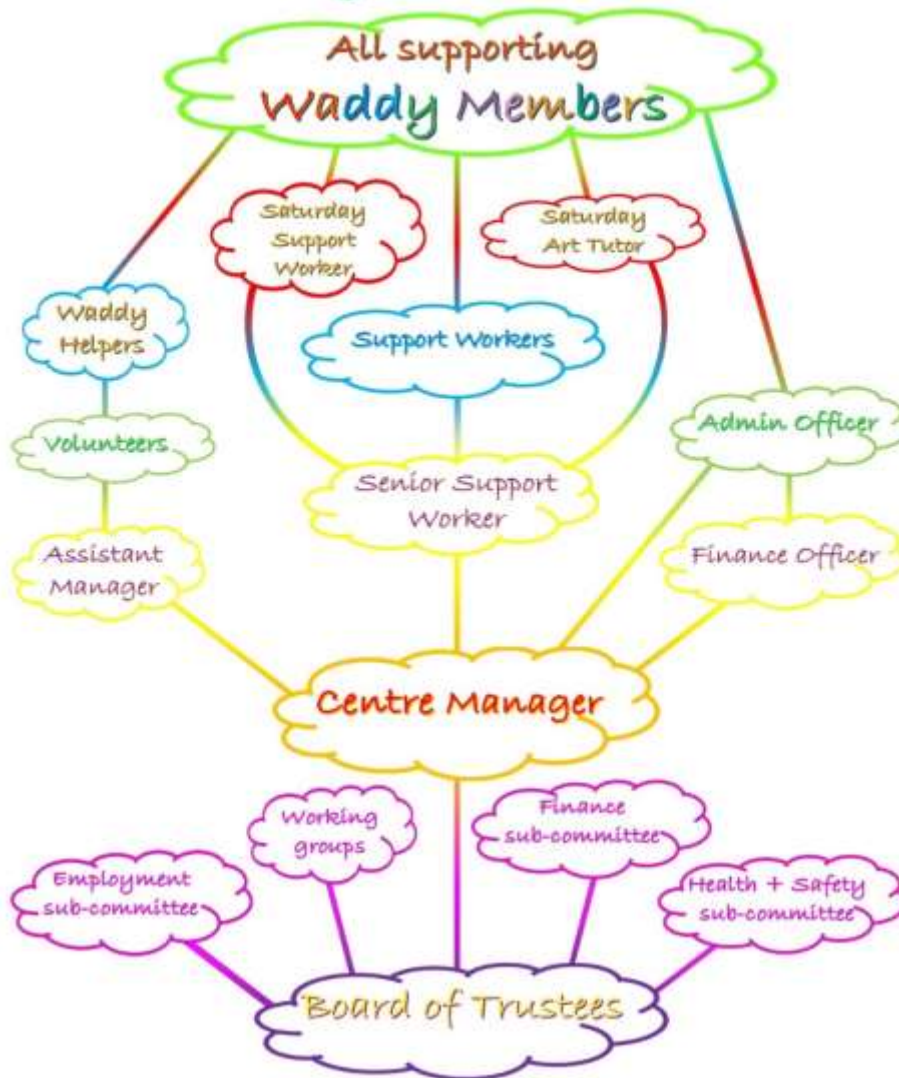 All supporting
Waddy Members
Saturday
Support
Worker
Saturday
Art Tutor
Waddy
Helpers
Support Workers
Volunteers
Admin Officer
Senior Support
Worker
Assistant
Manager
Finance Officer
Centre Manager
Working
groups
Finance
sub-committee
Employment
sub-committee
Health + Safety
sub-committee
Board of Trustees